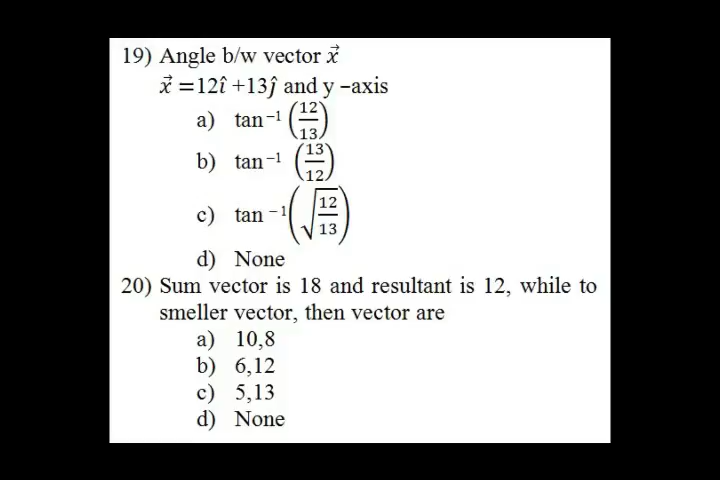 19) Angle b/w vector x⃗
x⃗ =12î +13ĵ and y –axis
a) tan⁻¹ (12/13)
b) tan⁻¹ (13/12)
c) tan ⁻¹(√(12/13))
d) None
20) Sum vector is 18 and resultant is 12, while to
smeller vector, then vector are
a) 10,8
b) 6,12
c) 5,13
d) None